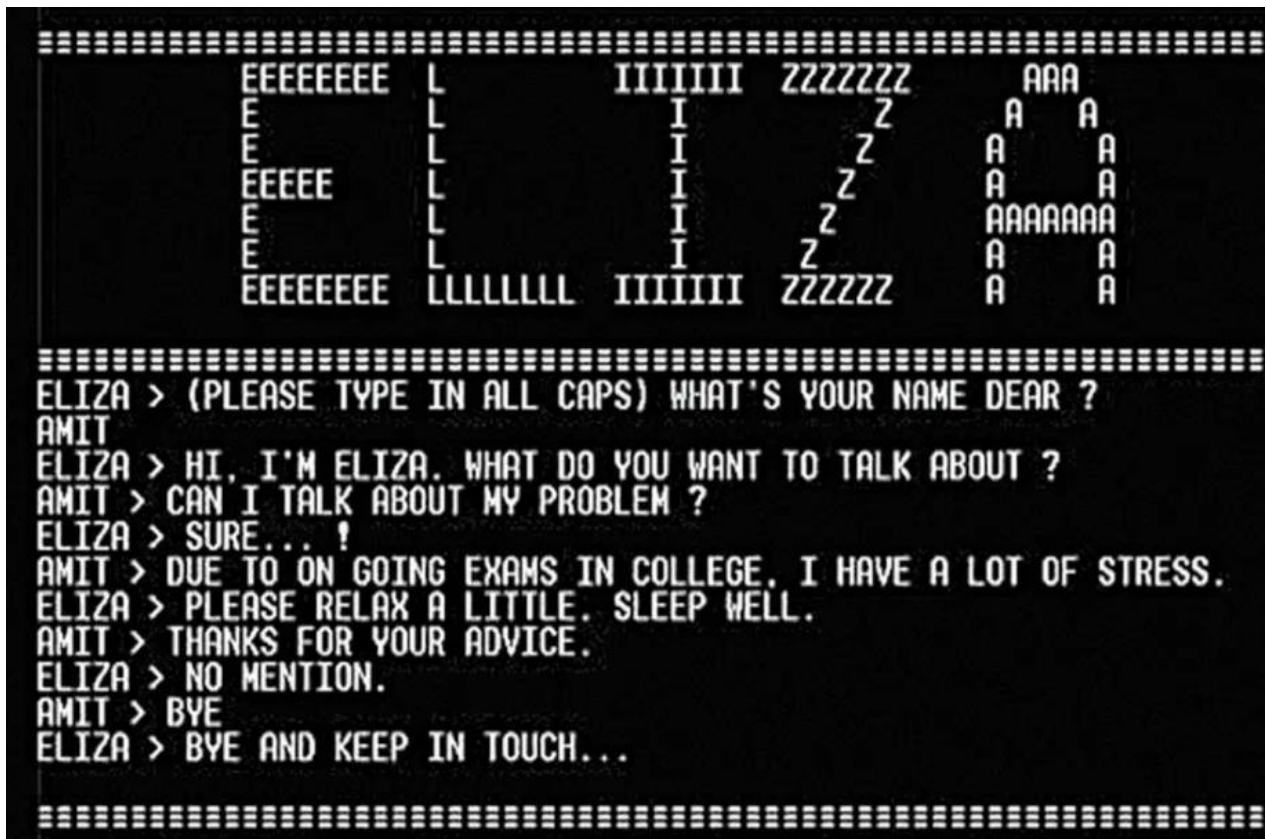 ==================================================================
EEEEEEEE L IIIIIII ZZZZZZZ AAA
E L I Z A A
E L I Z A A
EEEEE L I Z A A
E L I Z AAAAAAA
E L I Z A A
EEEEEEEE LLLLLLLL IIIIIII ZZZZZZ A A
==================================================================
ELIZA > (PLEASE TYPE IN ALL CAPS) WHAT'S YOUR NAME DEAR ?
AMIT
ELIZA > HI, I'M ELIZA. WHAT DO YOU WANT TO TALK ABOUT ?
AMIT > CAN I TALK ABOUT MY PROBLEM ?
ELIZA > SURE... !
AMIT > DUE TO ON GOING EXAMS IN COLLEGE, I HAVE A LOT OF STRESS.
ELIZA > PLEASE RELAX A LITTLE. SLEEP WELL.
AMIT > THANKS FOR YOUR ADVICE.
ELIZA > NO MENTION.
AMIT > BYE
ELIZA > BYE AND KEEP IN TOUCH...
==================================================================